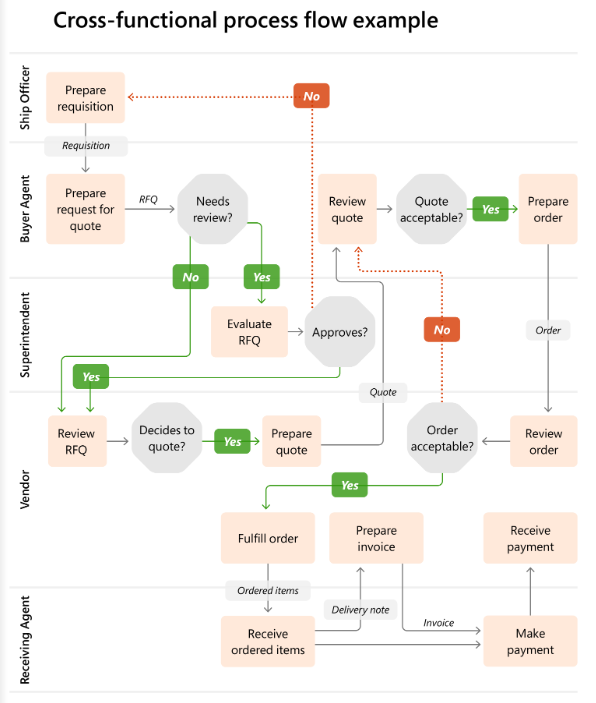 Cross-functional process flow example
Ship Officer
Prepare
requisition
No
Requisition
Buyer Agent
Prepare
request for
quote
RFQ
Needs
review?
Review
quote
Quote
acceptable?
Yes
Prepare
order
No
Yes
Superintendent
Evaluate
RFQ
Approves?
No
Order
Yes
Quote
Vendor
Review
RFQ
Decides to
quote?
Yes
Prepare
quote
Order
acceptable?
Review
order
Yes
Fulfill order
Prepare
invoice
Receive
payment
Ordered items
Delivery note
Receiving Agent
Receive
ordered items
Invoice
Make
payment